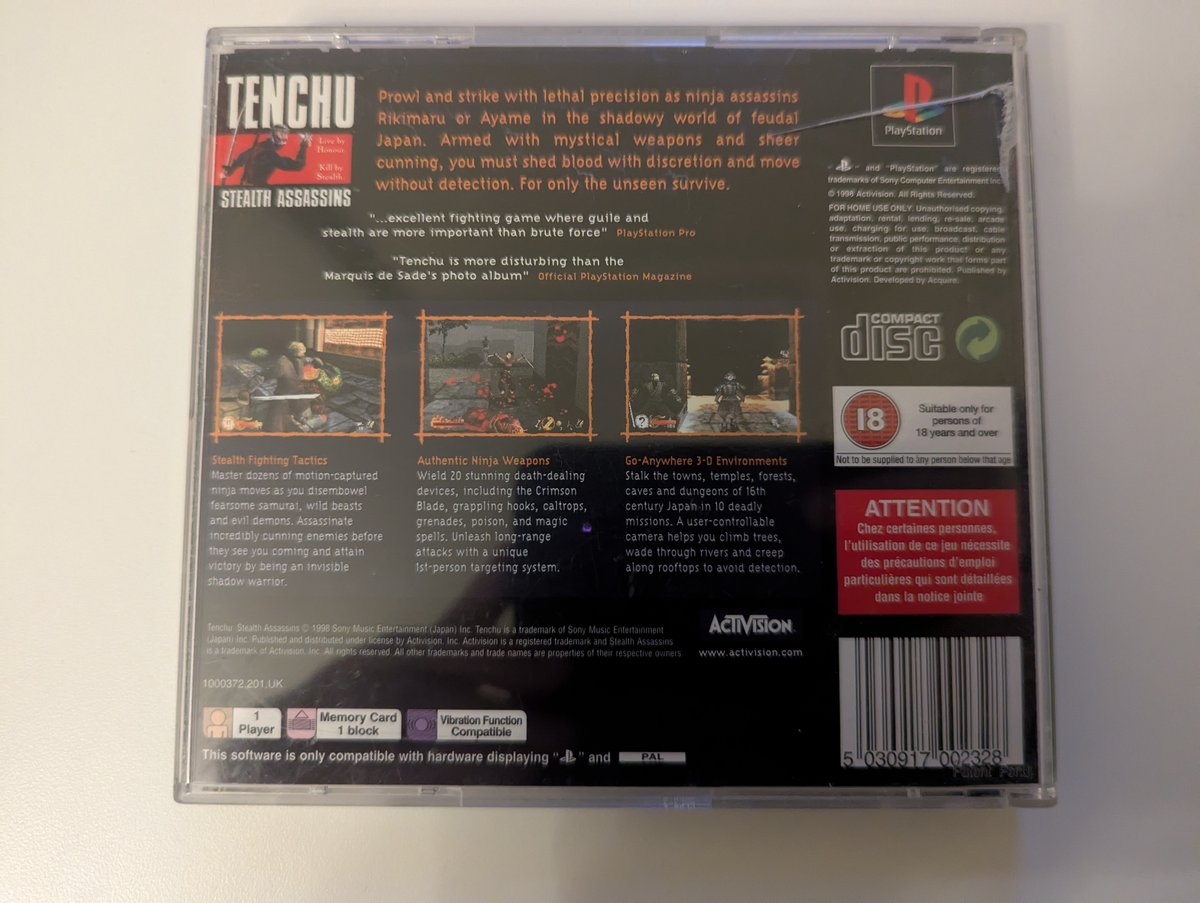 TENCHU
Live by
Honour.
Kill by
Stealth.
STEALTH ASSASSINS
Prowl and strike with lethal precision as ninja assassins
Rikimaru or Ayame in the shadowy world of feudal
Japan. Armed with mystical weapons and sheer
cunning, you must shed blood with discretion and move
without detection. For only the unseen survive.
"...excellent fighting game where guile and
stealth are more important than brute force" PlayStation Pro
"Tenchu is more disturbing than the
Marquis de Sade's photo album" Official PlayStation Magazine
Stealth Fighting Tactics
Master dozens of motion-captured
ninja moves as you disembowel
fearsome samurai, wild beasts
and evil demons. Assassinate
incredibly cunning enemies before
they see you coming and attain
victory by being an invisible
shadow warrior.
Authentic Ninja Weapons
Wield 20 stunning death-dealing
devices, including the Crimson
Blade, grappling hooks, caltrops,
grenades, poison, and magic
spells. Unleash long-range
attacks with a unique
1st-person targeting system.
Go-Anywhere 3-D Environments
Stalk the towns, temples, forests,
caves and dungeons of 16th
century Japan in 10 deadly
missions. A user-controllable
camera helps you climb trees,
wade through rivers and creep
along rooftops to avoid detection.
Tenchu: Stealth Assassins © 1998 Sony Music Entertainment (Japan) Inc. Tenchu is a trademark of Sony Music Entertainment
(Japan) Inc. Published and distributed under license by Activision, Inc. Activision is a registered trademark and Stealth Assassins
is a trademark of Activision, Inc. All rights reserved. All other trademarks and trade names are properties of their respective owners
ACTIVISION
www.activision.com
1000372.201.UK
1
Player
Memory Card
1 block
Vibration Function
Compatible
This software is only compatible with hardware displaying " " and PAL
PlayStation
" " and "PlayStation" are registered
trademarks of Sony Computer Entertainment Inc.
© 1998 Activision. All Rights Reserved.
FOR HOME USE ONLY. Unauthorised copying,
adaptation, rental, lending, re-sale, arcade
use, charging for use, broadcast, cable
transmission, public performance, distribution
or extraction of this product or any
trademark or copyright work that forms part
of this product are prohibited. Published by
Activision. Developed by Acquire.
COMPACT
disc
18
Suitable only for
persons of
18 years and over
Not to be supplied to any person below that age
ATTENTION
Chez certaines personnes,
l'utilisation de ce jeu nécessite
des précautions d'emploi
particulières qui sont détaillées
dans la notice jointe
5 030917 002328
Patent Pend.